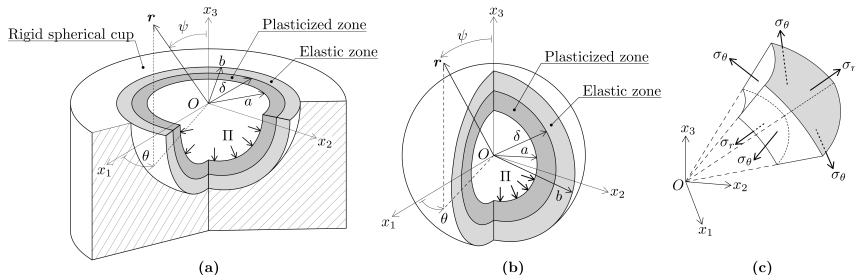 x₃
r
ψ
Plasticized zone
Rigid spherical cup
Elastic zone
b
δ
O
a
Π
x₂
θ
x₁
(a)
x₃
ψ
r
Plasticized zone
Elastic zone
δ
a
O
Π
b
x₂
x₁
θ
(b)
σθ
σθ
σr
σr
σθ
σθ
x₃
O
x₂
x₁
(c)